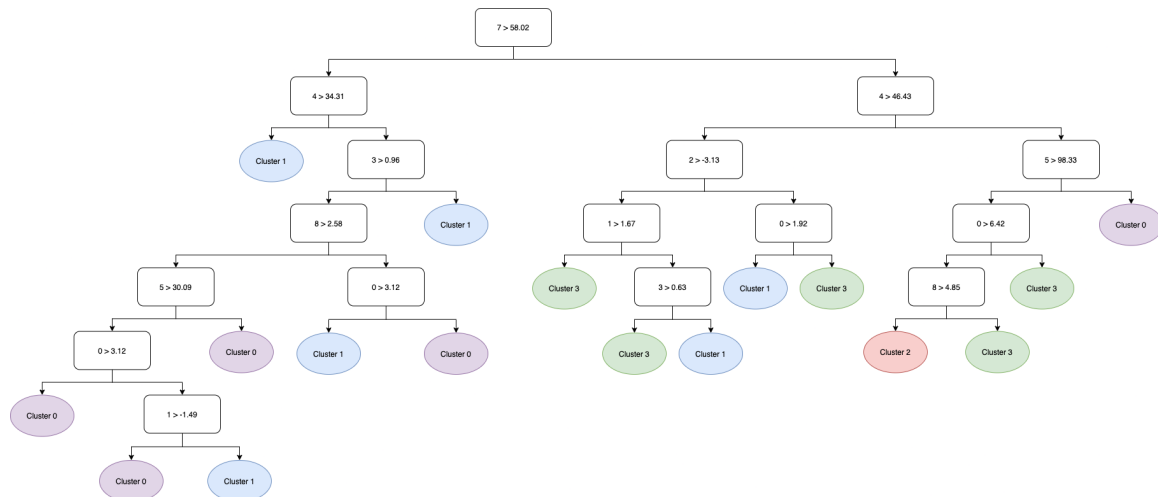 7 > 58.02
4 > 34.31
4 > 46.43
Cluster 1
3 > 0.96
2 > -3.13
5 > 98.33
8 > 2.58
Cluster 1
1 > 1.67
0 > 1.92
0 > 6.42
Cluster 0
5 > 30.09
0 > 3.12
Cluster 3
3 > 0.63
Cluster 1
Cluster 3
8 > 4.85
Cluster 3
0 > 3.12
Cluster 0
Cluster 1
Cluster 0
Cluster 3
Cluster 1
Cluster 2
Cluster 3
Cluster 0
1 > -1.49
Cluster 0
Cluster 1